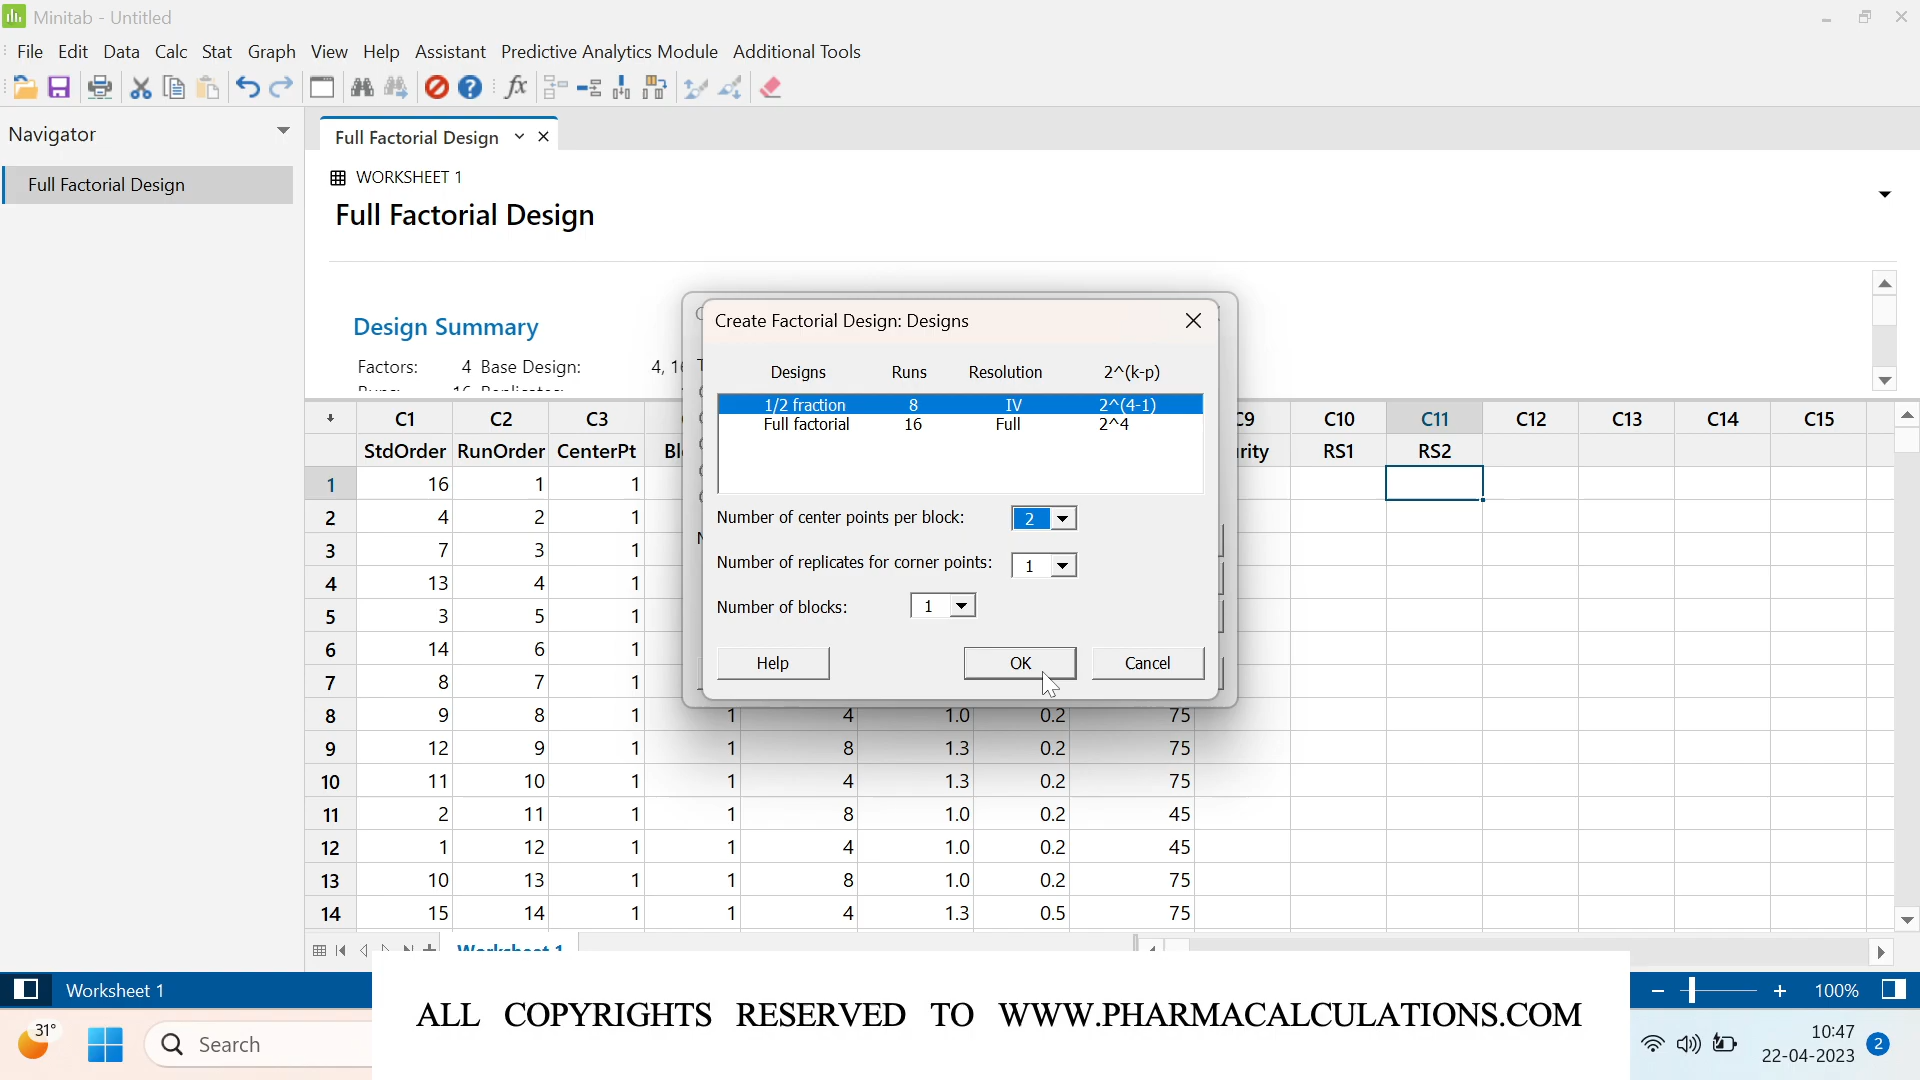 Minitab - Untitled
File Edit Data Calc Stat Graph View Help Assistant Predictive Analytics Module Additional Tools
Navigator
Full Factorial Design
Full Factorial Design
WORKSHEET 1
Full Factorial Design
Design Summary
Factors: 4 Base Design: 4, 16
Create Factorial Design: Designs
Designs Runs Resolution 2^(k-p)
1/2 fraction 8 IV 2^(4-1)
Full factorial 16 Full 2^4
Number of center points per block: 2
Number of replicates for corner points: 1
Number of blocks: 1
Help OK Cancel
C1 C2 C3 C9 C10 C11 C12 C13 C14 C15
StdOrder RunOrder CenterPt Bl rity RS1 RS2
1 16 1 1
2 4 2 1
3 7 3 1
4 13 4 1
5 3 5 1
6 14 6 1
7 8 7 1
8 9 8 1 1 4 1.0 0.2 75
9 12 9 1 1 8 1.3 0.2 75
10 11 10 1 1 4 1.3 0.2 75
11 2 11 1 1 8 1.0 0.2 45
12 1 12 1 1 4 1.0 0.2 45
13 10 13 1 1 8 1.0 0.2 75
14 15 14 1 1 4 1.3 0.5 75
Worksheet 1
Worksheet 1
100%
ALL COPYRIGHTS RESERVED TO WWW.PHARMACALCULATIONS.COM
31°
Search
10:47
22-04-2023
2